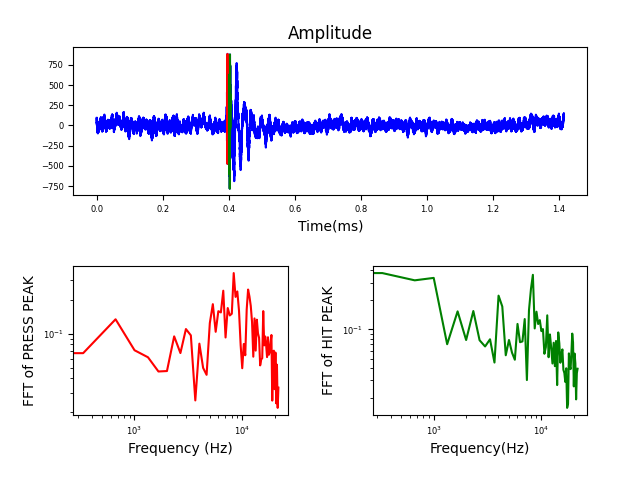 Amplitude
750
500
250
0
−250
−500
−750
0.0 0.2 0.4 0.6 0.8 1.0 1.2 1.4
Time(ms)
FFT of PRESS PEAK
10⁻¹
10³ 10⁴
Frequency (Hz)
FFT of HIT PEAK
10⁻¹
10³ 10⁴
Frequency(Hz)